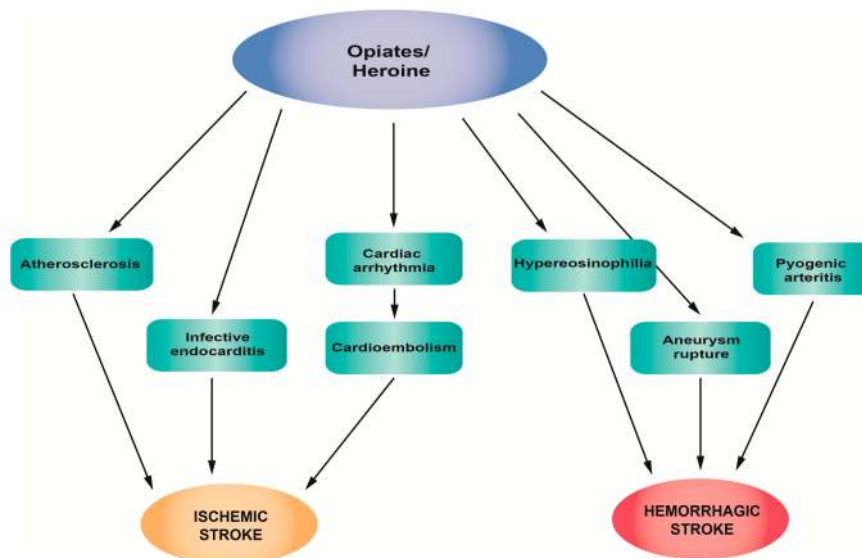 Opiates/
Heroine
Atherosclerosis
Cardiac
arrhythmia
Hypereosinophilia
Pyogenic
arteritis
Infective
endocarditis
Cardioembolism
Aneurysm
rupture
ISCHEMIC
STROKE
HEMORRHAGIC
STROKE